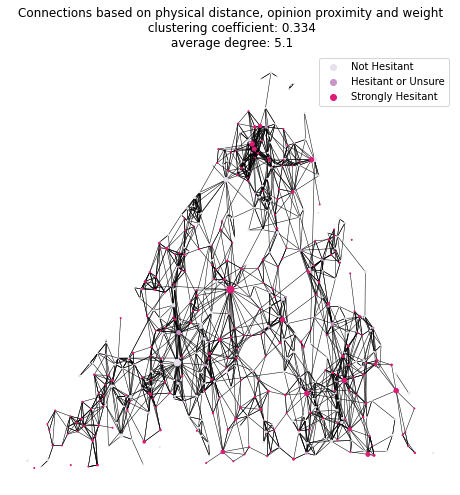 Connections based on physical distance, opinion proximity and weight
clustering coefficient: 0.334
average degree: 5.1
Not Hesitant
Hesitant or Unsure
Strongly Hesitant